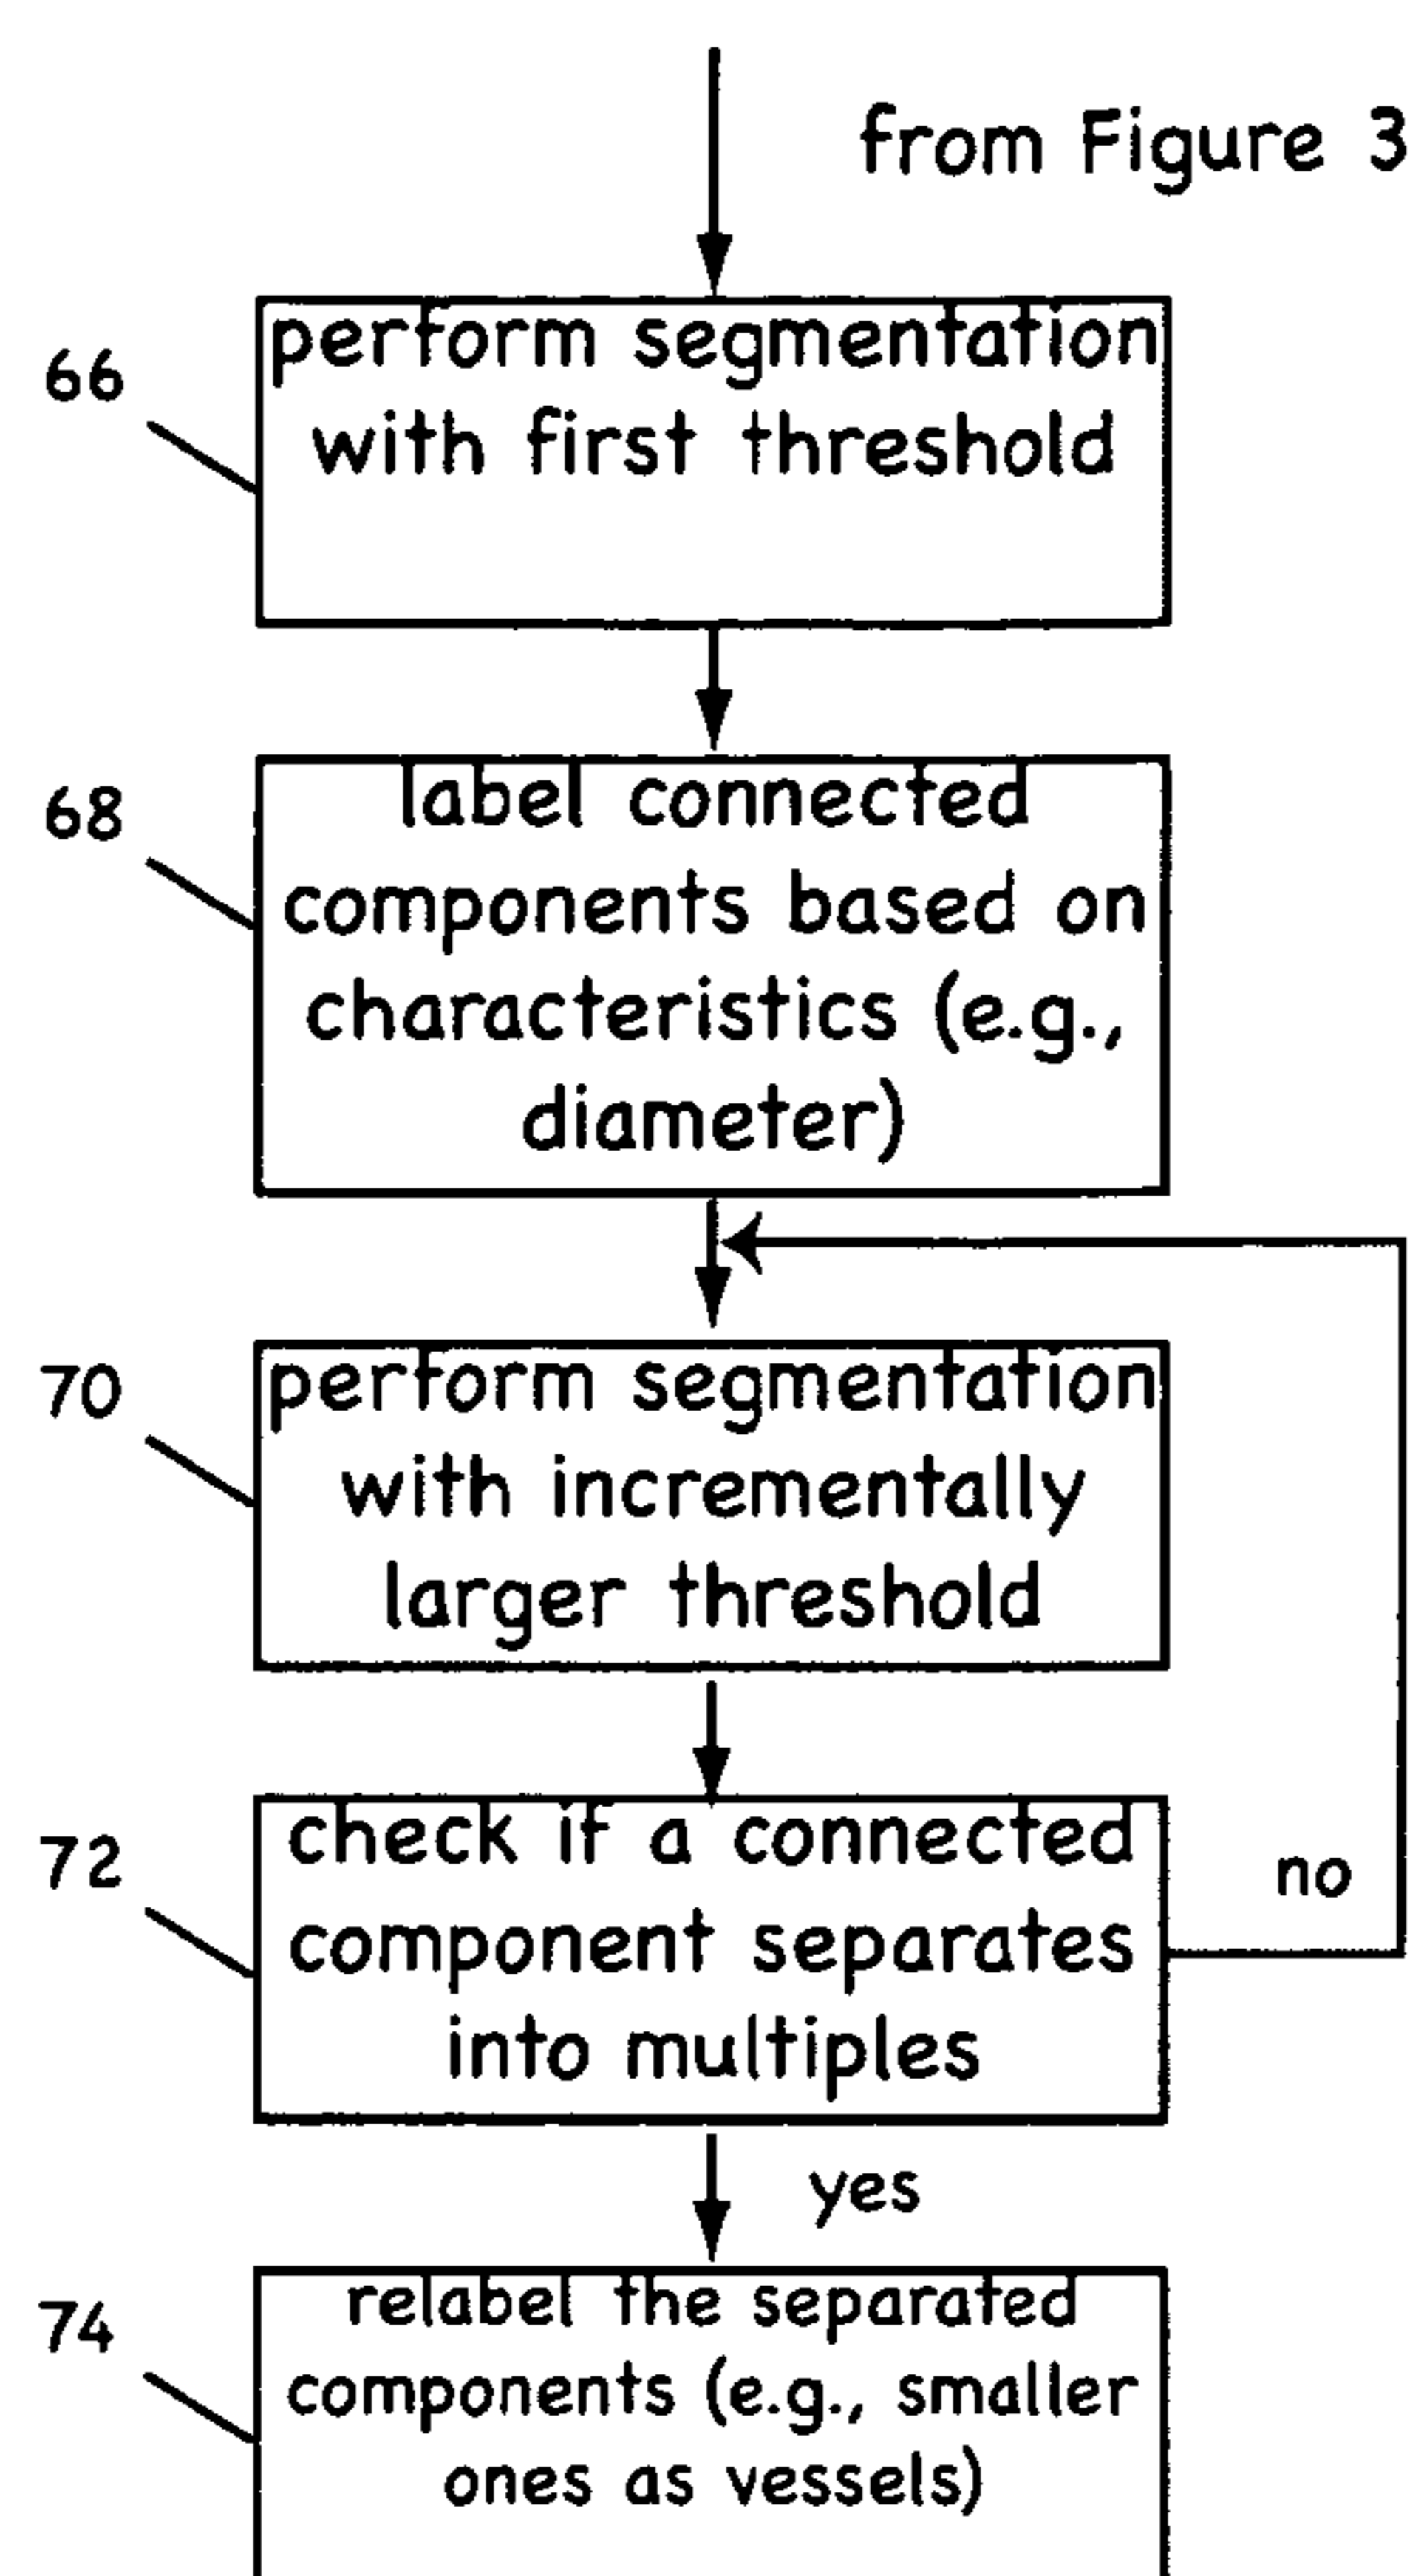 from Figure 3
66
perform segmentation
with first threshold
68
label connected
components based on
characteristics (e.g.,
diameter)
70
perform segmentation
with incrementally
larger threshold
72
check if a connected
component separates
into multiples
no
yes
74
relabel the separated
components (e.g., smaller
ones as vessels)